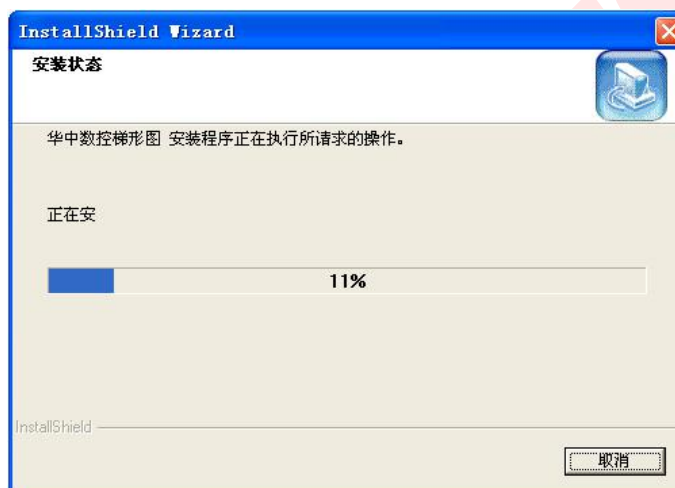 InstallShield Wizard
安装状态
华中数控梯形图 安装程序正在执行所请求的操作。
正在安
11%
InstallShield
取消